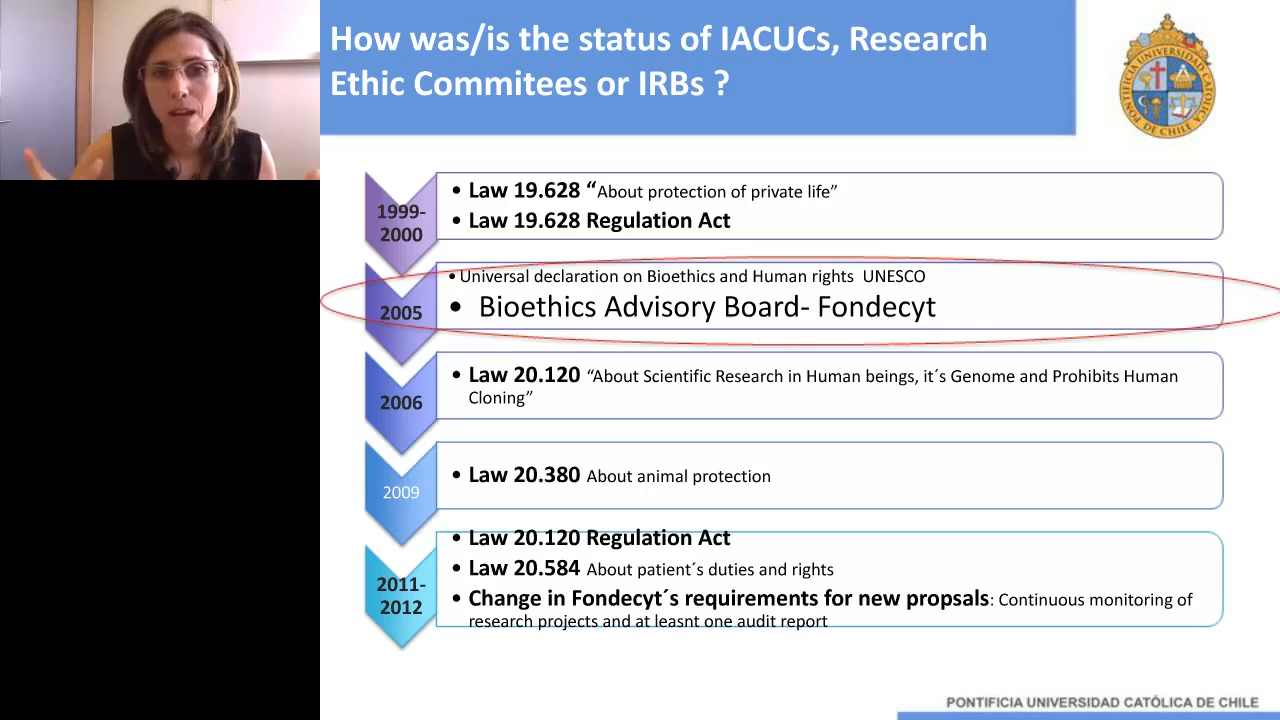 How was/is the status of IACUCs, Research
Ethic Commitees or IRBs ?
PONTIFICIA UNIVERSIDAD CATOLICA DE CHILE
1999-
2000
• Law 19.628 “About protection of private life”
• Law 19.628 Regulation Act
2005
• Universal declaration on Bioethics and Human rights UNESCO
• Bioethics Advisory Board- Fondecyt
2006
• Law 20.120 “About Scientific Research in Human beings, it´s Genome and Prohibits Human
Cloning”
2009
• Law 20.380 About animal protection
2011-
2012
• Law 20.120 Regulation Act
• Law 20.584 About patient´s duties and rights
• Change in Fondecyt´s requirements for new propsals: Continuous monitoring of
research projects and at leasnt one audit report
PONTIFICIA UNIVERSIDAD CATÓLICA DE CHILE